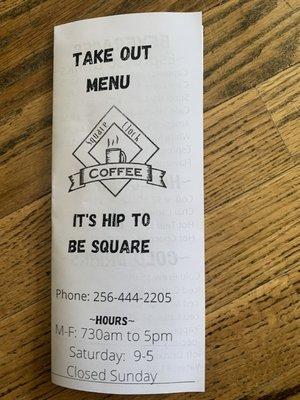 TAKE OUT
MENU
Square Clock
COFFEE
IT'S HIP TO
BE SQUARE
Phone: 256-444-2205
~HOURS~
M-F: 730am to 5pm
Saturday: 9-5
Closed Sunday